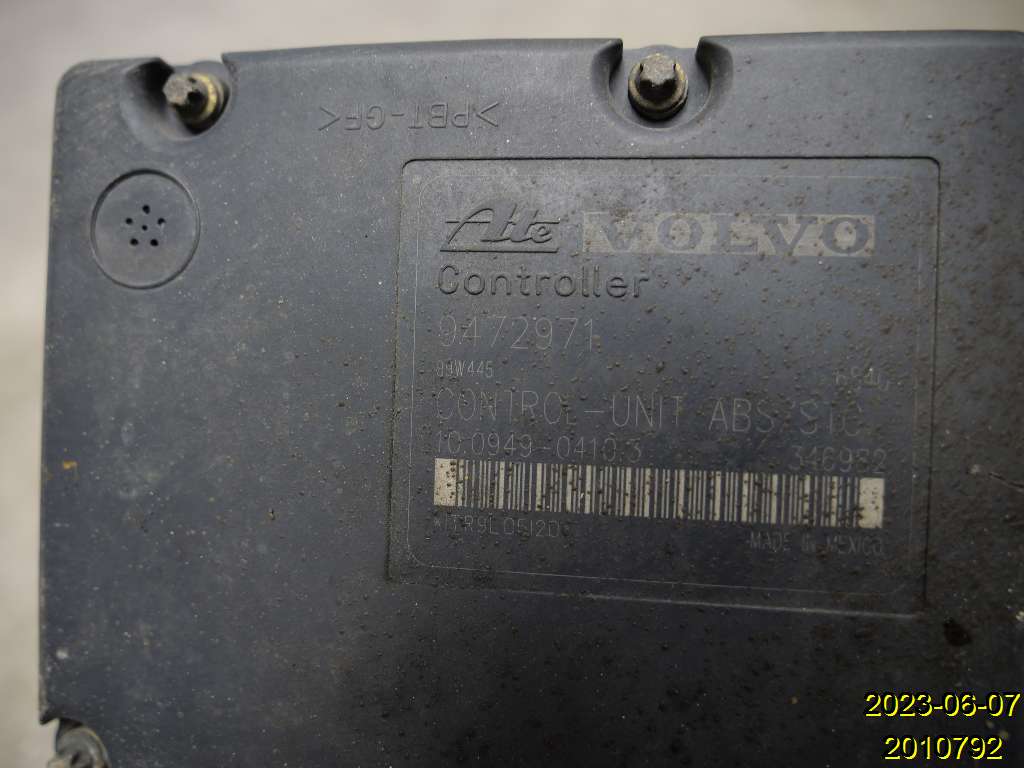 >PBT-GF<
Ate VOLVO
Controller
9472971
CONTROL-UNIT ABS/STC
10.0949-0410.3 346982
MADE IN MEXICO
2023-06-07
2010792